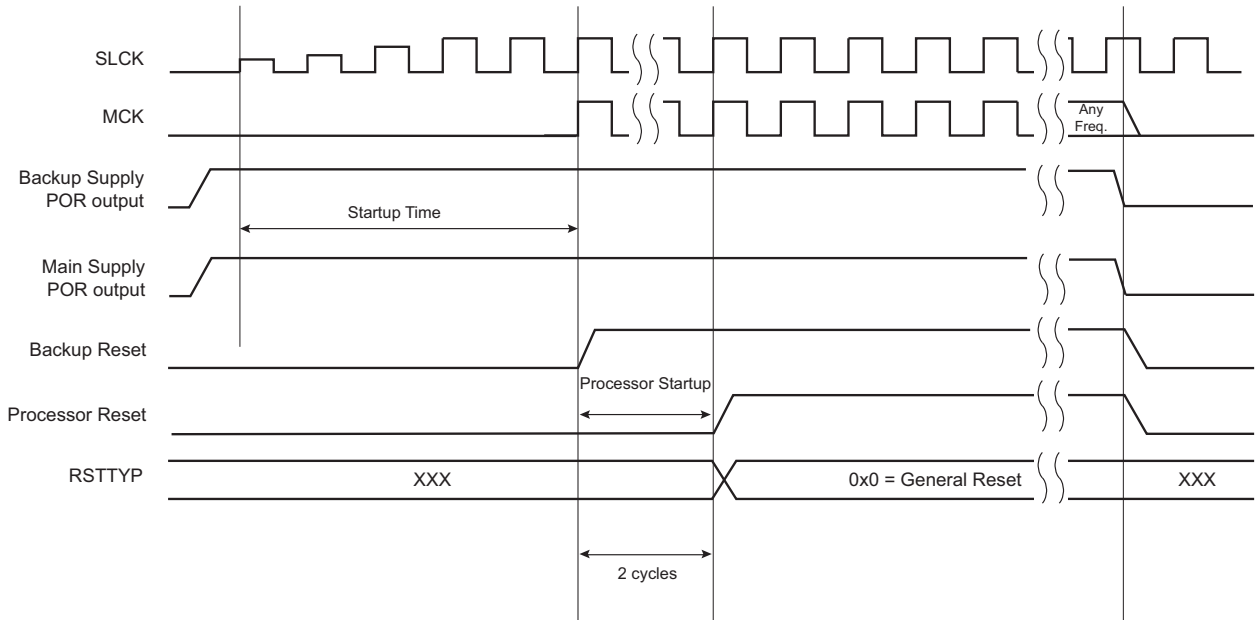 SLCK
MCK
Any
Freq.
Backup Supply
POR output
Startup Time
Main Supply
POR output
Backup Reset
Processor Startup
Processor Reset
RSTTYP
XXX
0x0 = General Reset
XXX
2 cycles